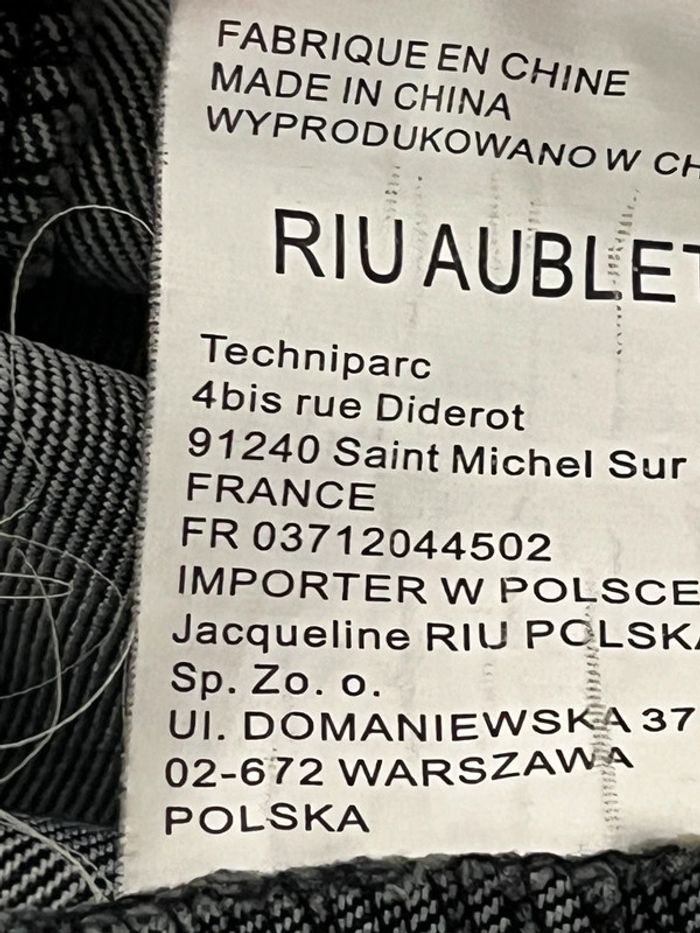 FABRIQUE EN CHINE
MADE IN CHINA
WYPRODUKOWANO W CH
RIU AUBLET
Techniparc
4bis rue Diderot
91240 Saint Michel Sur
FRANCE
FR 03712044502
IMPORTER W POLSCE
Jacqueline RIU POLSKA
Sp. Zo. o.
Ul. DOMANIEWSKA 37
02-672 WARSZAWA
POLSKA